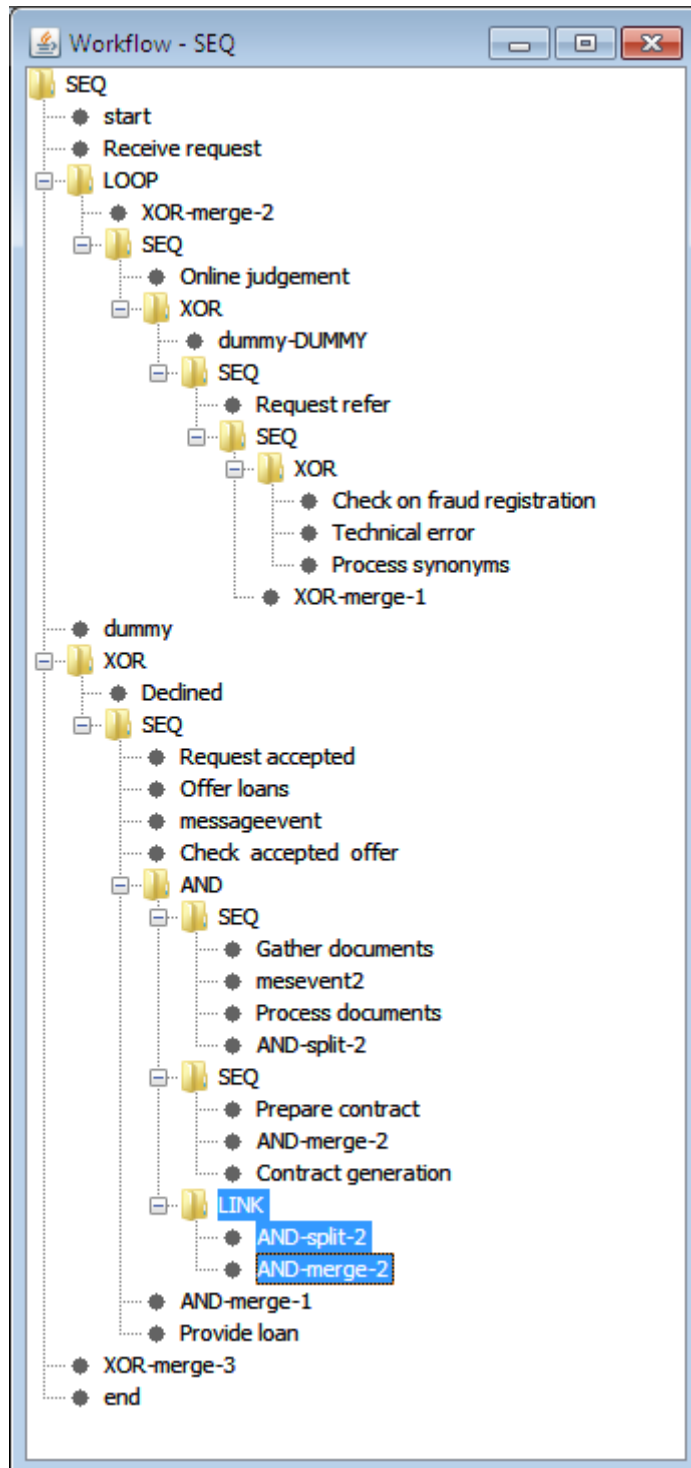 Workflow - SEQ
SEQ
start
Receive request
LOOP
XOR-merge-2
SEQ
Online judgement
XOR
dummy-DUMMY
SEQ
Request refer
SEQ
XOR
Check on fraud registration
Technical error
Process synonyms
XOR-merge-1
dummy
XOR
Declined
SEQ
Request accepted
Offer loans
messageevent
Check accepted offer
AND
SEQ
Gather documents
mesevent2
Process documents
AND-split-2
SEQ
Prepare contract
AND-merge-2
Contract generation
LINK
AND-split-2
AND-merge-2
AND-merge-1
Provide loan
XOR-merge-3
end